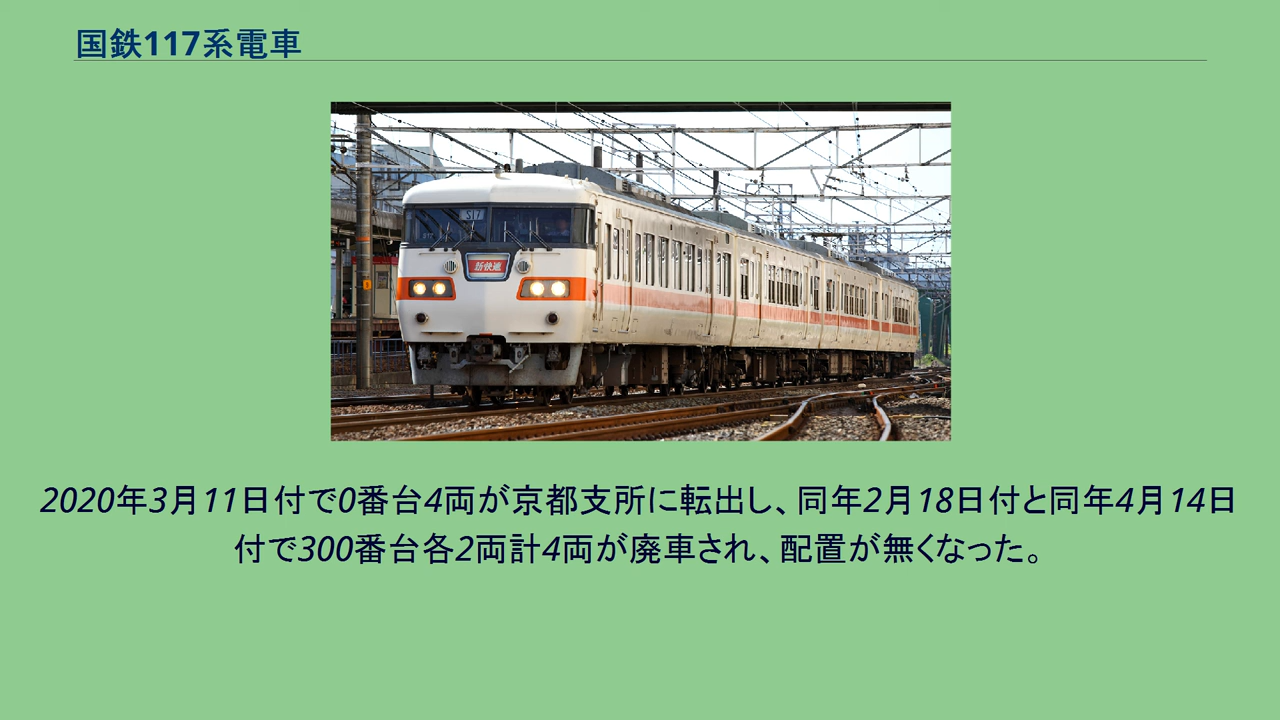 国鉄117系電車
S17
新快速
2020年3月11日付で0番台4両が京都支所に転出し、同年2月18日付と同年4月14日
付で300番台各2両計4両が廃車され、配置が無くなった。